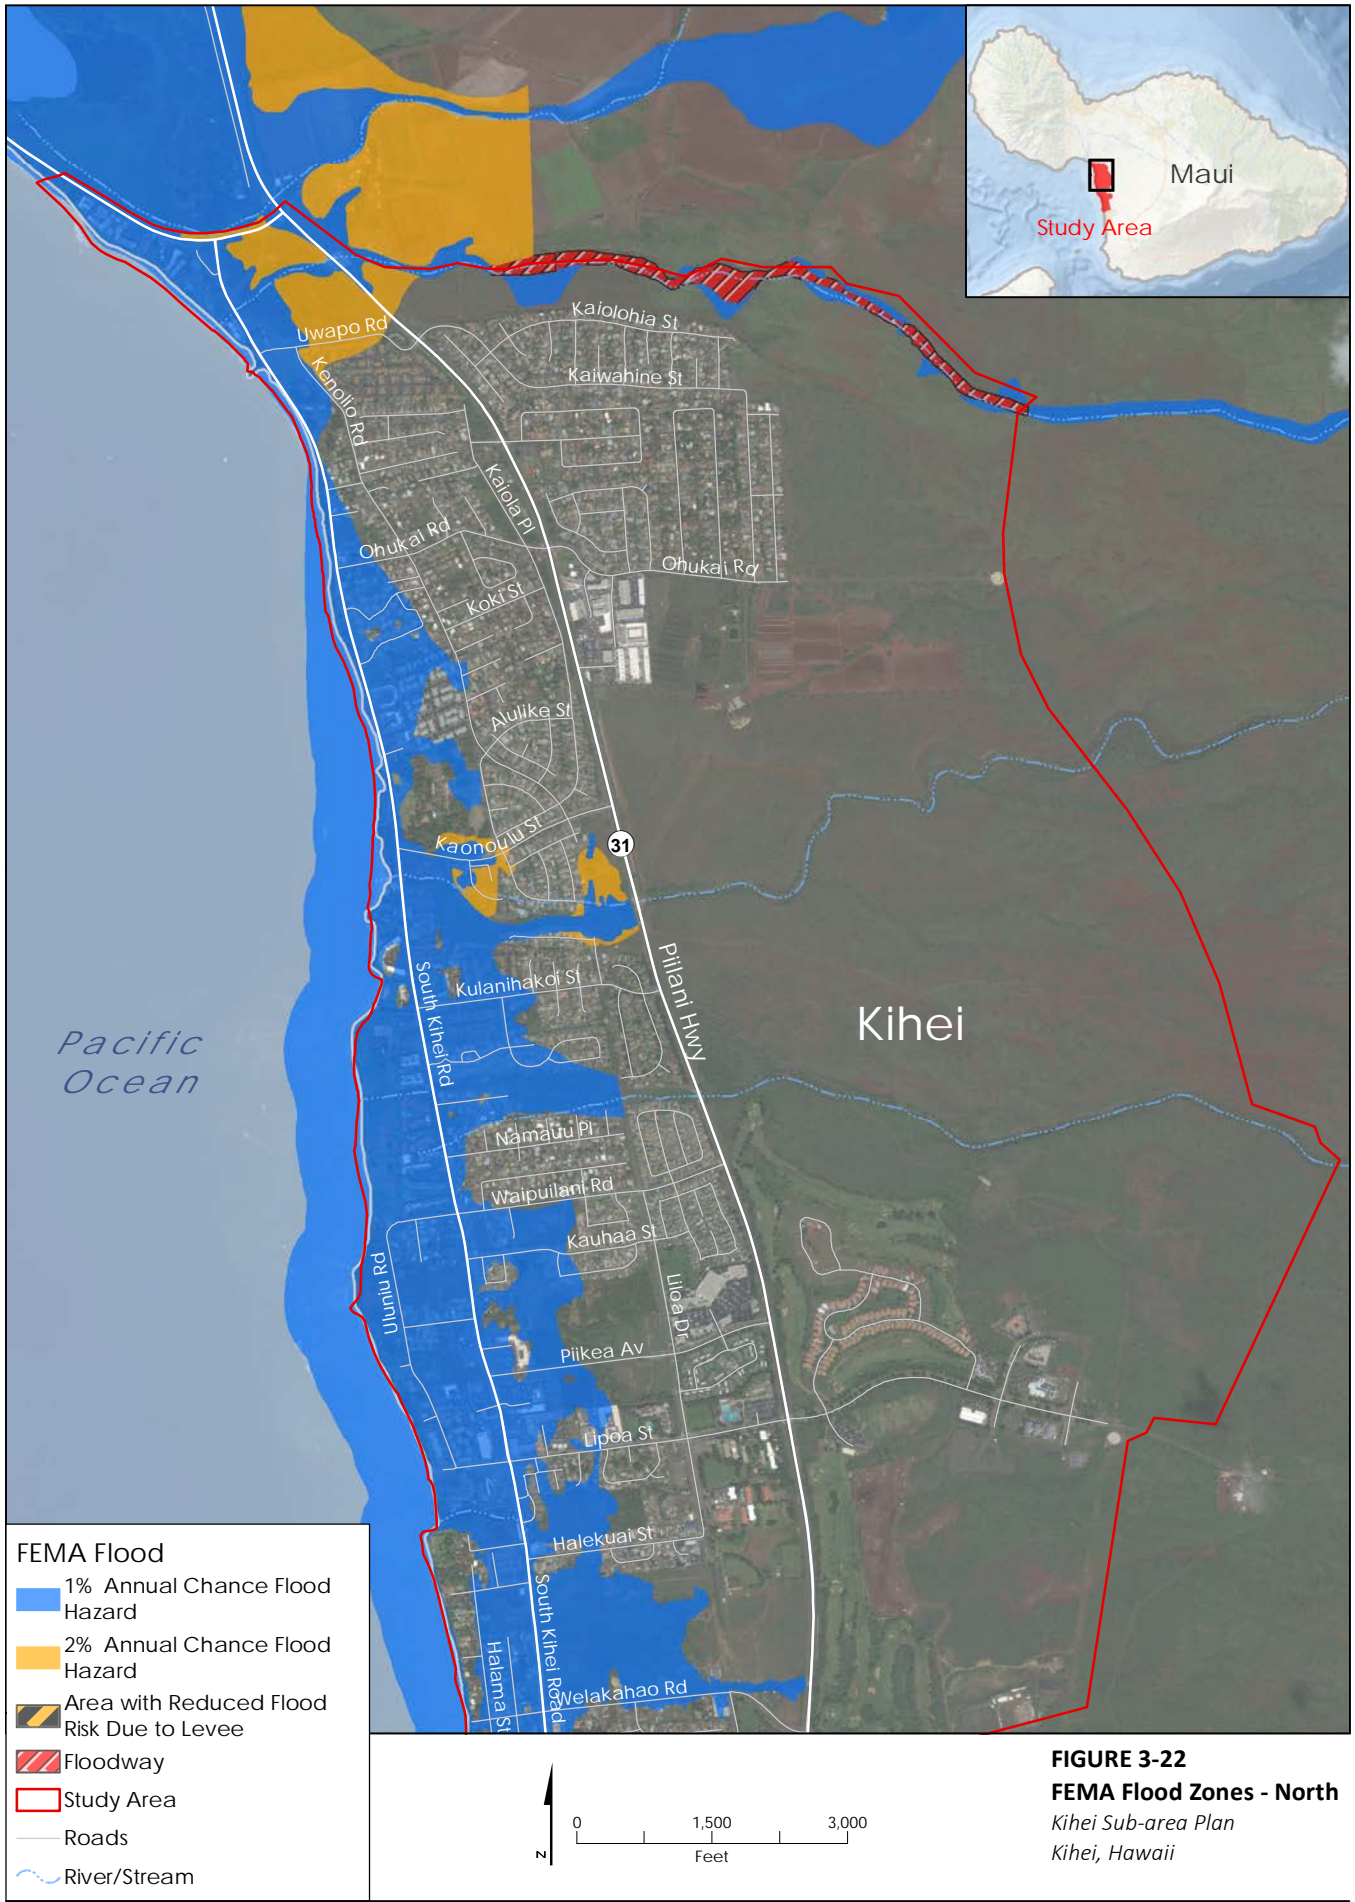 Maui
Study Area
Kaiolohia St
Uwapo Rd
Kaiwahine St
Kenolio Rd
Kaiola Pl
Ohukai Rd
Ohukai Rd
Koki St
Alulike St
Kaonoulu St
31
Piilani Hwy
South Kihei Rd
Kulanihakoi St
Kihei
Pacific
Ocean
Namauu Pl
Waipuilani Rd
Kauhaa St
Uluniu Rd
Liloa Dr
Piikea Av
Lipoa St
Halekuai St
South Kihei Road
Halama St
Welakahao Rd
FEMA Flood
1% Annual Chance Flood
Hazard
2% Annual Chance Flood
Hazard
Area with Reduced Flood
Risk Due to Levee
Floodway
Study Area
Roads
River/Stream
N
0 1,500 3,000
Feet
FIGURE 3-22
FEMA Flood Zones - North
Kihei Sub-area Plan
Kihei, Hawaii